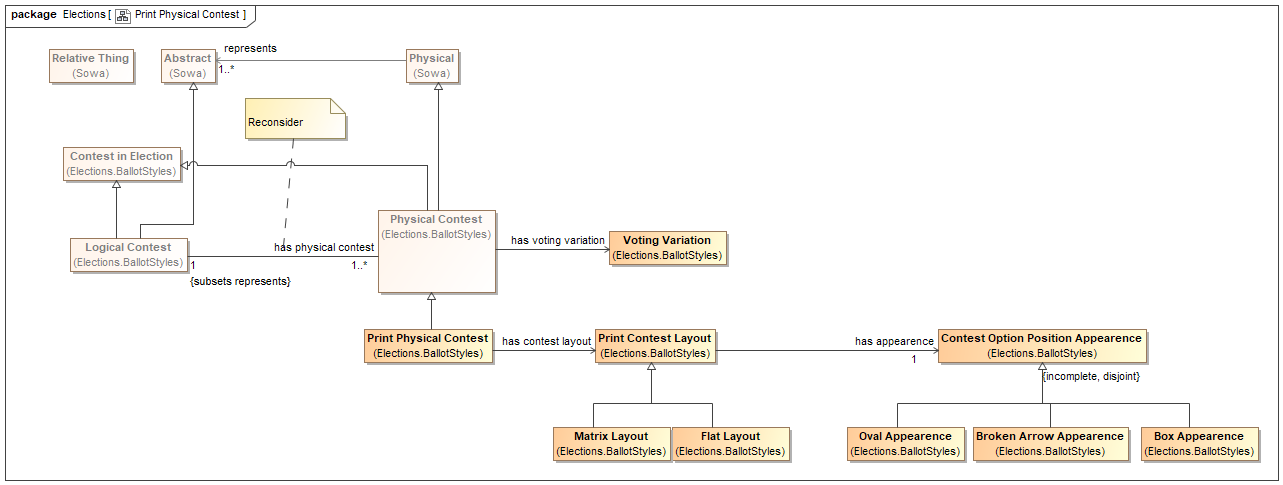 package Elections [ Print Physical Contest ]
represents
Relative Thing
(Sowa)
Abstract
(Sowa)
1..*
Physical
(Sowa)
Reconsider
Contest in Election
(Elections.BallotStyles)
Physical Contest
(Elections.BallotStyles)
Logical Contest
(Elections.BallotStyles)
has physical contest
1
1..*
{subsets represents}
has voting variation
Voting Variation
(Elections.BallotStyles)
Print Physical Contest
(Elections.BallotStyles)
has contest layout
Print Contest Layout
(Elections.BallotStyles)
has appearence
1
Contest Option Position Appearence
(Elections.BallotStyles)
{incomplete, disjoint}
Matrix Layout
(Elections.BallotStyles)
Flat Layout
(Elections.BallotStyles)
Oval Appearence
(Elections.BallotStyles)
Broken Arrow Appearence
(Elections.BallotStyles)
Box Appearence
(Elections.BallotStyles)